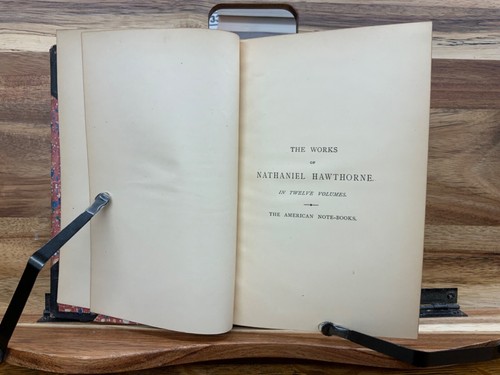 THE WORKS
OF
NATHANIEL HAWTHORNE.
IN TWELVE VOLUMES.
THE AMERICAN NOTE-BOOKS.